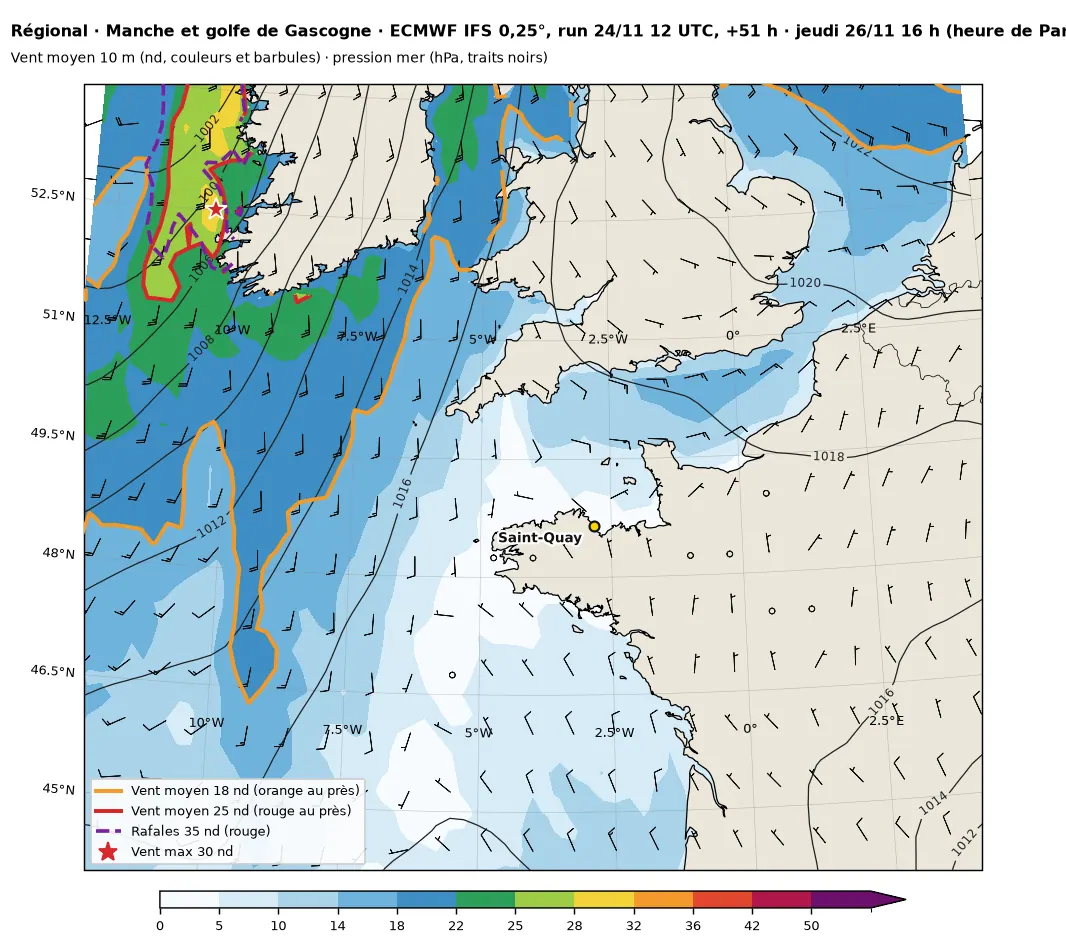 Régional · Manche et golfe de Gascogne · ECMWF IFS 0,25°, run 24/11 12 UTC, +51 h · jeudi 26/11 16 h (heure de Par
Vent moyen 10 m (nd, couleurs et barbules) · pression mer (hPa, traits noirs)
1002
1022
52.5°N
1006
1014
1020
51°N
12.5°W
10°W
7.5°W
5°W
2.5°W
0°
2.5°E
1008
49.5°N
1018
1016
1012
48°N
Saint-Quay
46.5°N
1016
10°W
7.5°W
5°W
2.5°W
0°
2.5°E
45°N
1014
1012
Vent moyen 18 nd (orange au près)
Vent moyen 25 nd (rouge au près)
Rafales 35 nd (rouge)
Vent max 30 nd
0 5 10 14 18 22 25 28 32 36 42 50